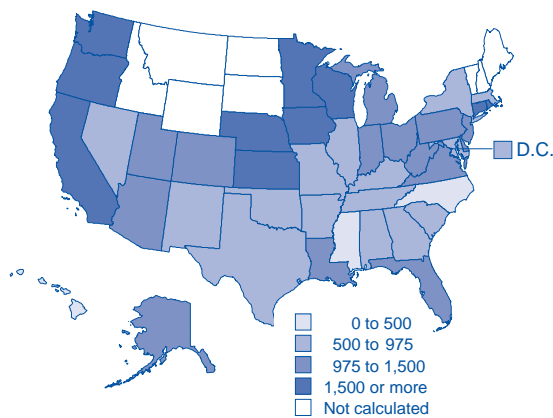 D.C.
0 to 500
500 to 975
975 to 1,500
1,500 or more
Not calculated